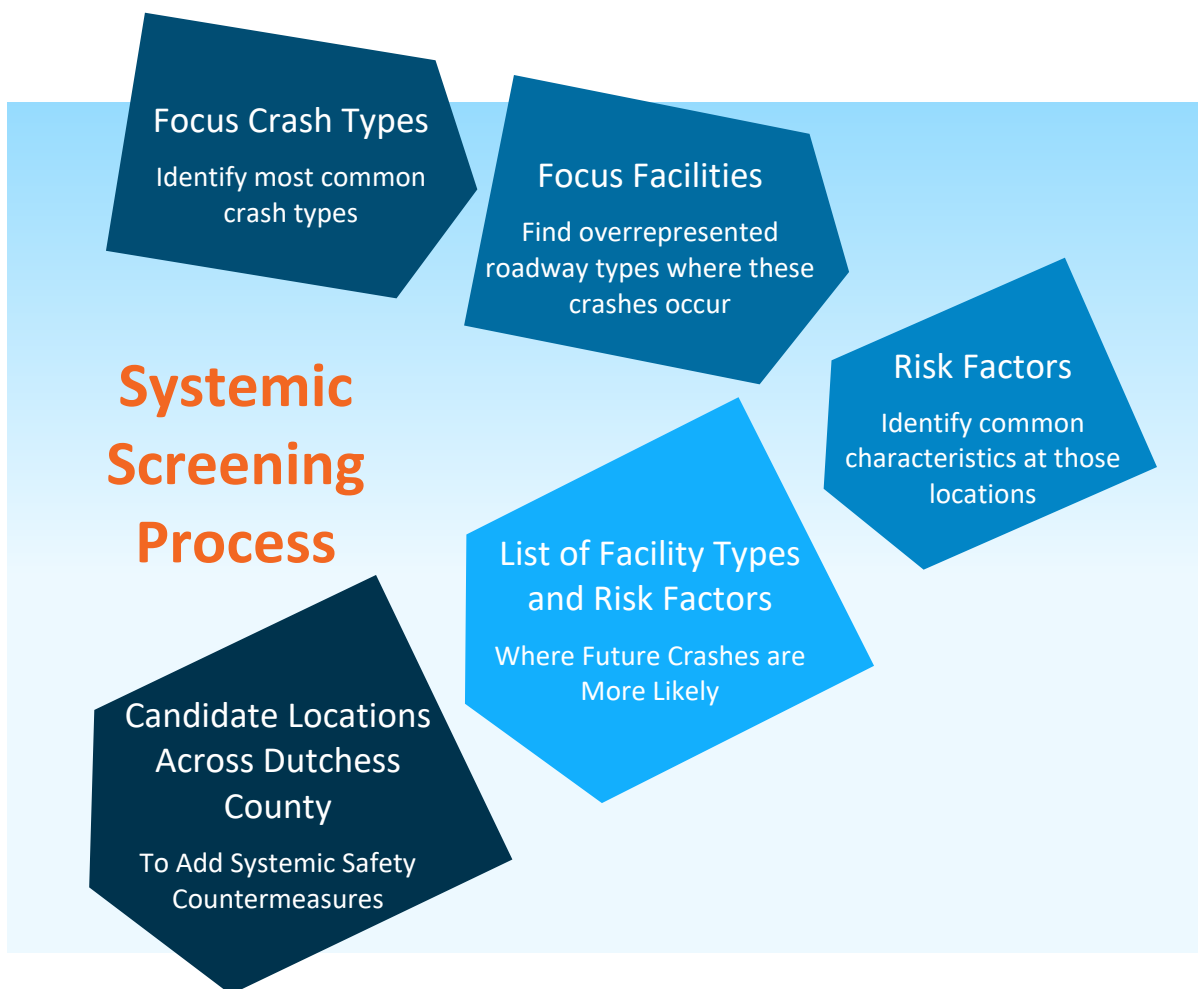 Focus Crash Types
Identify most common
crash types
Focus Facilities
Find overrepresented
roadway types where these
crashes occur
Risk Factors
Identify common
characteristics at those
locations
Systemic
Screening
Process
List of Facility Types
and Risk Factors
Where Future Crashes are
More Likely
Candidate Locations
Across Dutchess
County
To Add Systemic Safety
Countermeasures